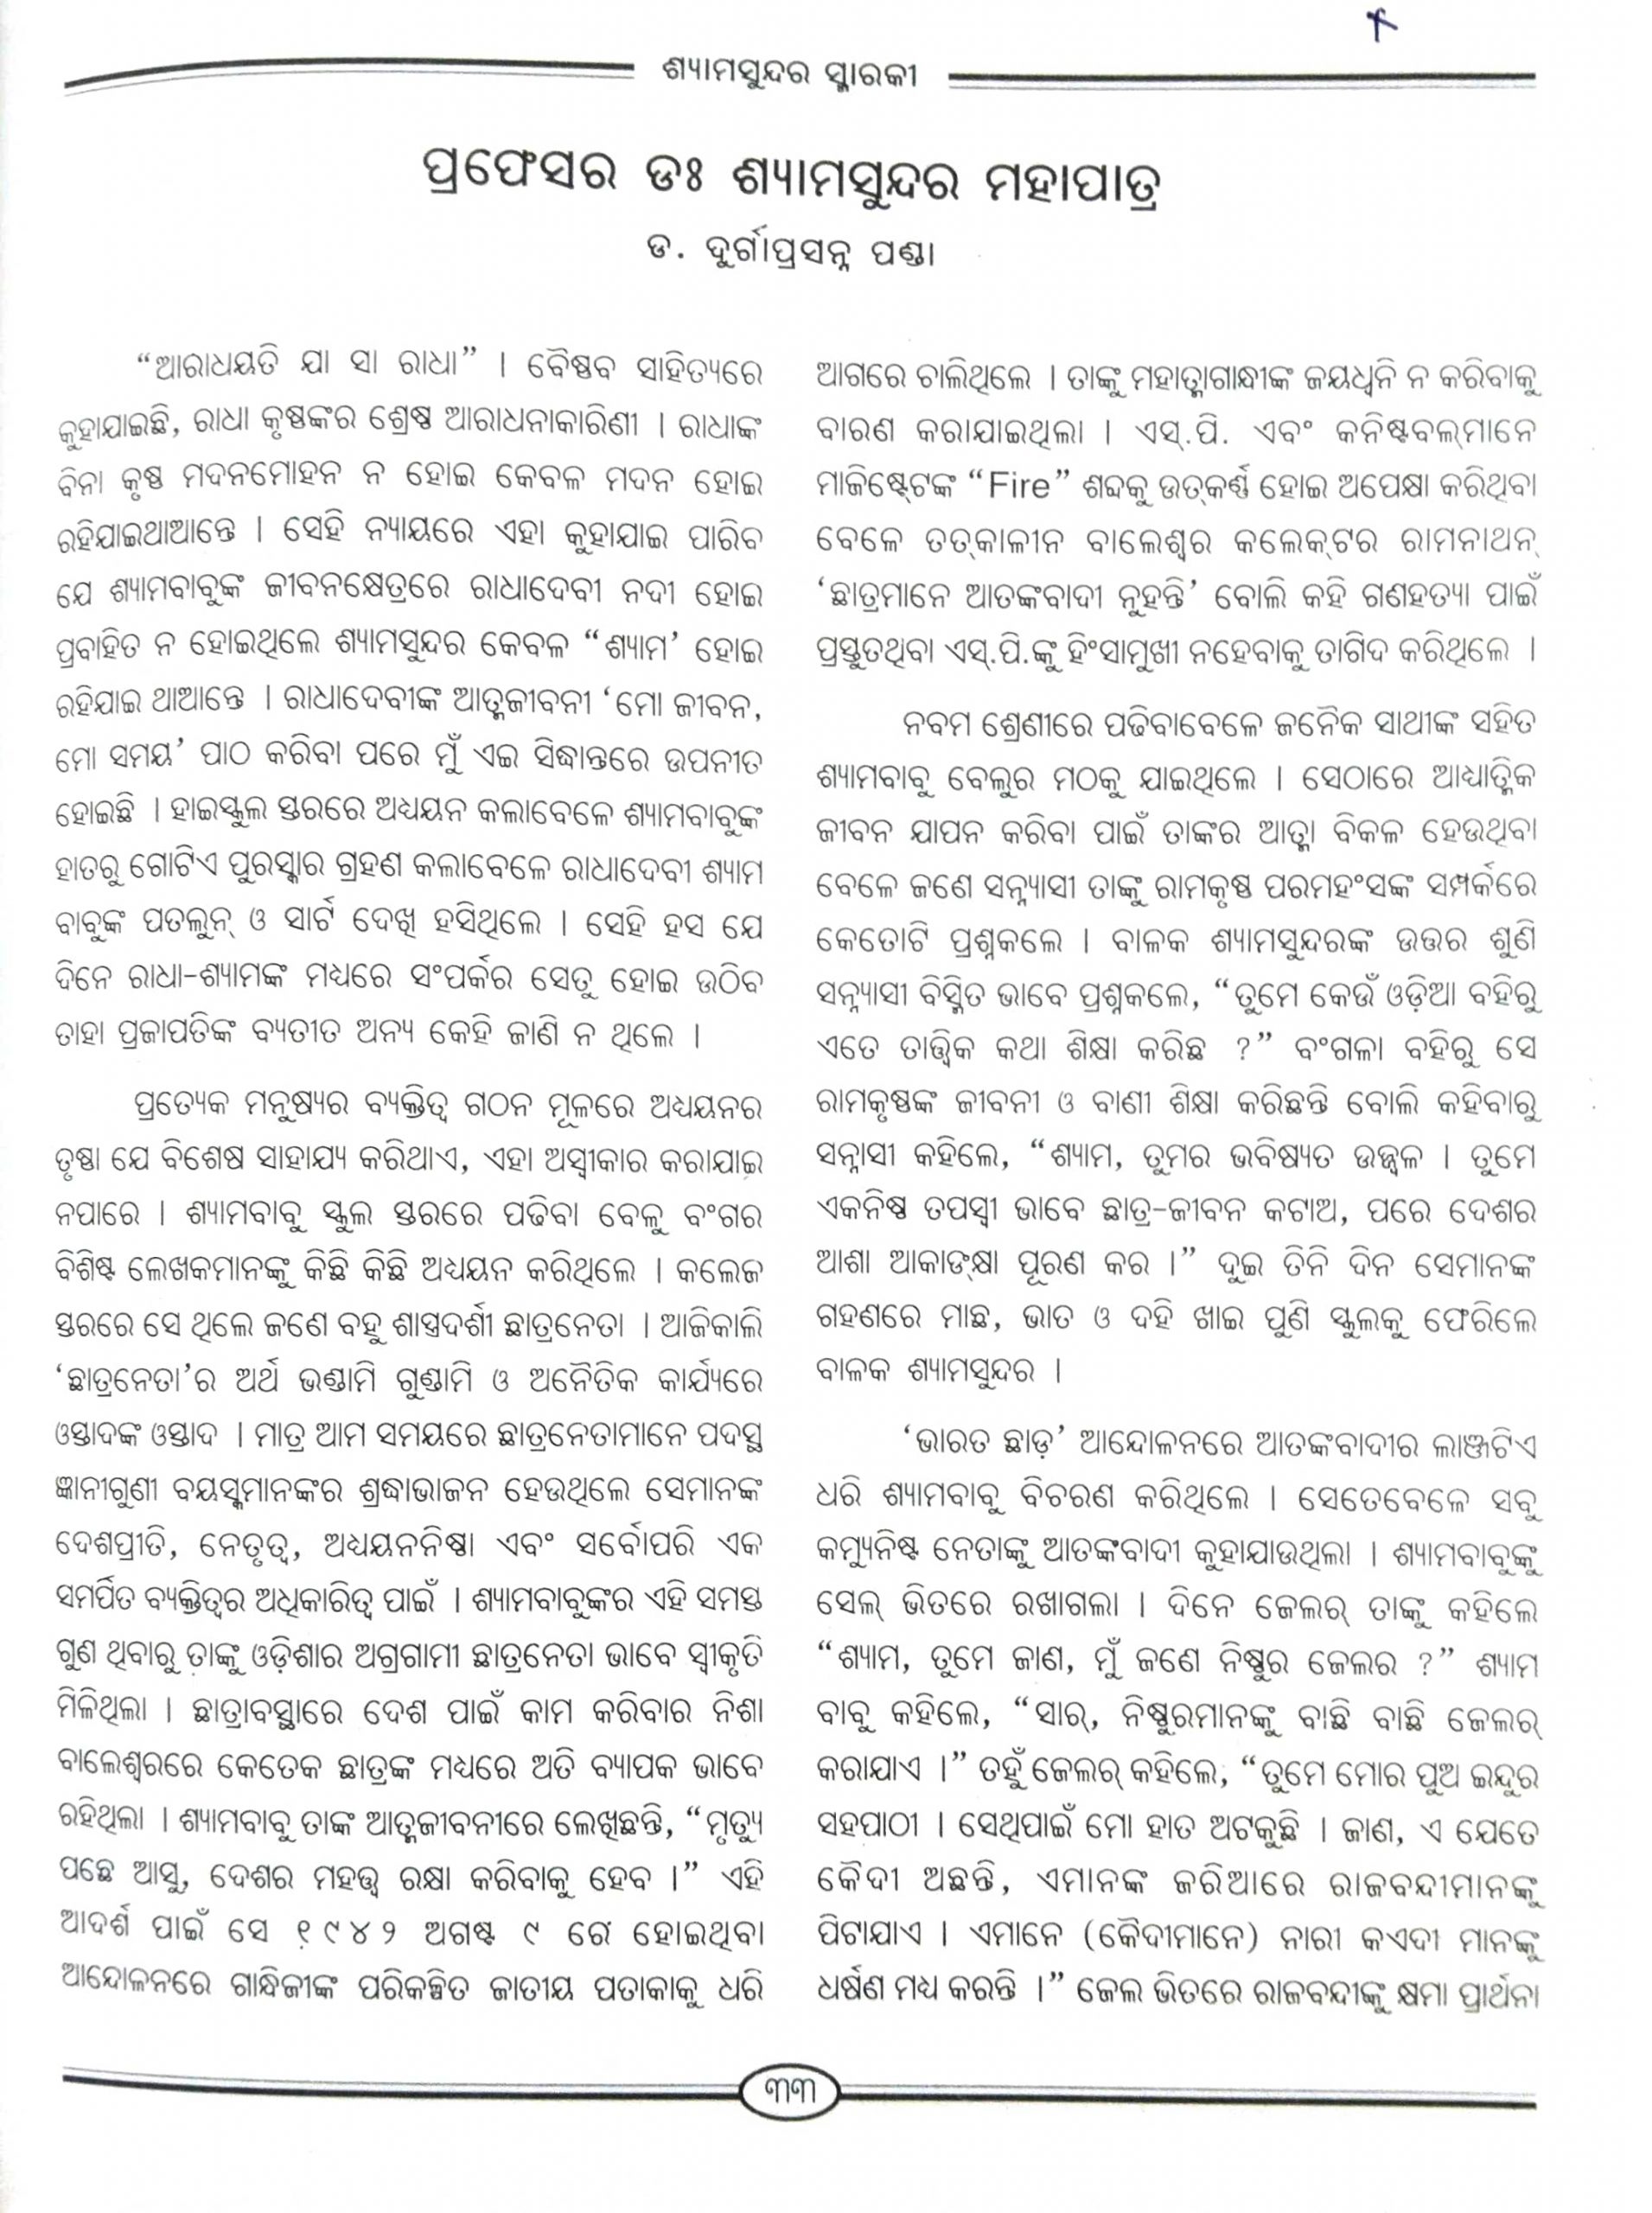 ଶ୍ୟାମସୁନ୍ଦର ସ୍ମାରକୀ
ପ୍ରଫେସର ଡଃ ଶ୍ୟାମସୁନ୍ଦର ମହାପାତ୍ର
ଡ. ଦୁର୍ଗାପ୍ରସନ୍ନ ପଣ୍ଡା
“ଆରାଧୟତି ଯା ସା ରାଧା” । ବୈଷ୍ଣବ ସାହିତ୍ୟରେ
କୁହାଯାଇଛି, ରାଧା କୃଷ୍ଣଙ୍କର ଶ୍ରେଷ୍ଠ ଆରାଧନାକାରିଣୀ । ରାଧାଙ୍କ
ବିନା କୃଷ୍ଣ ମଦନମୋହନ ନ ହୋଇ କେବଳ ମଦନ ହୋଇ
ରହିଯାଇଥାଆନ୍ତେ । ସେହି ନ୍ୟାୟରେ ଏହା କୁହାଯାଇ ପାରିବ
ଯେ ଶ୍ୟାମବାବୁଙ୍କ ଜୀବନକ୍ଷେତ୍ରରେ ରାଧାଦେବୀ ନଦୀ ହୋଇ
ପ୍ରବାହିତ ନ ହୋଇଥିଲେ ଶ୍ୟାମସୁନ୍ଦର କେବଳ “ଶ୍ୟାମ’ ହୋଇ
ରହିଯାଇ ଥାଆନ୍ତେ । ରାଧାଦେବୀଙ୍କ ଆତ୍ମଜୀବନୀ ‘ମୋ ଜୀବନ,
ମୋ ସମୟ’ ପାଠ କରିବା ପରେ ମୁଁ ଏଇ ସିଦ୍ଧାନ୍ତରେ ଉପନୀତ
ହୋଇଛି । ହାଇସ୍କୁଲ ସ୍ତରରେ ଅଧ୍ୟୟନ କଲାବେଳେ ଶ୍ୟାମବାବୁଙ୍କ
ହାତରୁ ଗୋଟିଏ ପୁରସ୍କାର ଗ୍ରହଣ କଲାବେଳେ ରାଧାଦେବୀ ଶ୍ୟାମ
ବାବୁଙ୍କ ପତଲୁନ୍ ଓ ସାର୍ଟ ଦେଖି ହସିଥିଲେ । ସେହି ହସ ଯେ
ଦିନେ ରାଧା-ଶ୍ୟାମଙ୍କ ମଧ୍ୟରେ ସଂପର୍କର ସେତୁ ହୋଇ ଉଠିବ
ତାହା ପ୍ରଜାପତିଙ୍କ ବ୍ୟତୀତ ଅନ୍ୟ କେହି ଜାଣି ନ ଥିଲେ ।
ପ୍ରତ୍ୟେକ ମନୁଷ୍ୟର ବ୍ୟକ୍ତିତ୍ୱ ଗଠନ ମୂଳରେ ଅଧ୍ୟୟନର
ତୃଷ୍ଣା ଯେ ବିଶେଷ ସାହାଯ୍ୟ କରିଥାଏ, ଏହା ଅସ୍ୱୀକାର କରାଯାଇ
ନପାରେ । ଶ୍ୟାମବାବୁ ସ୍କୁଲ ସ୍ତରରେ ପଢିବା ବେଳୁ ବଂଗର
ବିଶିଷ୍ଟ ଲେଖକମାନଙ୍କୁ କିଛି କିଛି ଅଧ୍ୟୟନ କରିଥିଲେ । କଲେଜ
ସ୍ତରରେ ସେ ଥିଲେ ଜଣେ ବହୁ ଶାସ୍ତ୍ରଦର୍ଶୀ ଛାତ୍ରନେତା । ଆଜିକାଲି
‘ଛାତ୍ରନେତା’ର ଅର୍ଥ ଭଣ୍ଡାମି ଗୁଣ୍ଡାମି ଓ ଅନୈତିକ କାର୍ଯ୍ୟରେ
ଓସ୍ତାଦଙ୍କ ଓସ୍ତାଦ । ମାତ୍ର ଆମ ସମୟରେ ଛାତ୍ରନେତାମାନେ ପଦସ୍ଥ
ଜ୍ଞାନୀଗୁଣୀ ବୟସ୍କମାନଙ୍କର ଶ୍ରଦ୍ଧାଭାଜନ ହେଉଥିଲେ ସେମାନଙ୍କ
ଦେଶପ୍ରୀତି, ନେତୃତ୍ୱ, ଅଧ୍ୟୟନନିଷ୍ଠା ଏବଂ ସର୍ବୋପରି ଏକ
ସମର୍ପିତ ବ୍ୟକ୍ତିତ୍ୱର ଅଧିକାରିତ୍ୱ ପାଇଁ । ଶ୍ୟାମବାବୁଙ୍କର ଏହି ସମସ୍ତ
ଗୁଣ ଥିବାରୁ ତାଙ୍କୁ ଓଡ଼ିଶାର ଅଗ୍ରଗାମୀ ଛାତ୍ରନେତା ଭାବେ ସ୍ୱୀକୃତି
ମିଳିଥିଲା । ଛାତ୍ରାବସ୍ଥାରେ ଦେଶ ପାଇଁ କାମ କରିବାର ନିଶା
ବାଲେଶ୍ୱରରେ କେତେକ ଛାତ୍ରଙ୍କ ମଧ୍ୟରେ ଅତି ବ୍ୟାପକ ଭାବେ
ରହିଥିଲା । ଶ୍ୟାମବାବୁ ତାଙ୍କ ଆତ୍ମଜୀବନୀରେ ଲେଖିଛନ୍ତି, “ମୃତ୍ୟୁ
ପଛେ ଆସୁ, ଦେଶର ମହତ୍ତ୍ୱ ରକ୍ଷା କରିବାକୁ ହେବ ।” ଏହି
ଆଦର୍ଶ ପାଇଁ ସେ ୧୯୪୨ ଅଗଷ୍ଟ ୯ ରେ ହୋଇଥିବା
ଆନ୍ଦୋଳନରେ ଗାନ୍ଧିଜୀଙ୍କ ପରିକଳ୍ପିତ ଜାତୀୟ ପତାକାକୁ ଧରି
ଆଗରେ ଚାଲିଥିଲେ । ତାଙ୍କୁ ମହାତ୍ମାଗାନ୍ଧୀଙ୍କ ଜୟଧ୍ୱନି ନ କରିବାକୁ
ବାରଣ କରାଯାଇଥିଲା । ଏସ୍.ପି. ଏବଂ କନିଷ୍ଟବଲ୍‌ମାନେ
ମାଜିଷ୍ଟ୍ରେଟଙ୍କ “Fire” ଶବ୍ଦକୁ ଉତ୍‌କର୍ଣ୍ଣ ହୋଇ ଅପେକ୍ଷା କରିଥିବା
ବେଳେ ତତ୍‌କାଳୀନ ବାଲେଶ୍ୱର କଲେକ୍‌ଟର ରାମନାଥନ୍
‘ଛାତ୍ରମାନେ ଆତଙ୍କବାଦୀ ନୁହନ୍ତି’ ବୋଲି କହି ଗଣହତ୍ୟା ପାଇଁ
ପ୍ରସ୍ତୁତଥିବା ଏସ୍.ପି.ଙ୍କୁ ହିଂସାମୁଖୀ ନହେବାକୁ ତାଗିଦ କରିଥିଲେ ।
ନବମ ଶ୍ରେଣୀରେ ପଢିବାବେଳେ ଜନୈକ ସାଥୀଙ୍କ ସହିତ
ଶ୍ୟାମବାବୁ ବେଲୁର ମଠକୁ ଯାଇଥିଲେ । ସେଠାରେ ଆଧ୍ୟାତ୍ମିକ
ଜୀବନ ଯାପନ କରିବା ପାଇଁ ତାଙ୍କର ଆତ୍ମା ବିକଳ ହେଉଥିବା
ବେଳେ ଜଣେ ସନ୍ନ୍ୟାସୀ ତାଙ୍କୁ ରାମକୃଷ୍ଣ ପରମହଂସଙ୍କ ସମ୍ପର୍କରେ
କେତୋଟି ପ୍ରଶ୍ନକଲେ । ବାଳକ ଶ୍ୟାମସୁନ୍ଦରଙ୍କ ଉତ୍ତର ଶୁଣି
ସନ୍ନ୍ୟାସୀ ବିସ୍ମିତ ଭାବେ ପ୍ରଶ୍ନକଲେ, “ତୁମେ କେଉଁ ଓଡ଼ିଆ ବହିରୁ
ଏତେ ତାତ୍ତ୍ୱିକ କଥା ଶିକ୍ଷା କରିଛ ?” ବଂଗଳା ବହିରୁ ସେ
ରାମକୃଷ୍ଣଙ୍କ ଜୀବନୀ ଓ ବାଣୀ ଶିକ୍ଷା କରିଛନ୍ତି ବୋଲି କହିବାରୁ
ସନ୍ନାସୀ କହିଲେ, “ଶ୍ୟାମ, ତୁମର ଭବିଷ୍ୟତ ଉଜ୍ଜ୍ୱଳ । ତୁମେ
ଏକନିଷ୍ଠ ତପସ୍ୱୀ ଭାବେ ଛାତ୍ର-ଜୀବନ କଟାଅ, ପରେ ଦେଶର
ଆଶା ଆକାଙ୍‌କ୍ଷା ପୂରଣ କର ।” ଦୁଇ ତିନି ଦିନ ସେମାନଙ୍କ
ଗହଣରେ ମାଛ, ଭାତ ଓ ଦହି ଖାଇ ପୁଣି ସ୍କୁଲକୁ ଫେରିଲେ
ବାଳକ ଶ୍ୟାମସୁନ୍ଦର ।
‘ଭାରତ ଛାଡ଼’ ଆନ୍ଦୋଳନରେ ଆତଙ୍କବାଦୀର ଲାଞ୍ଜଟିଏ
ଧରି ଶ୍ୟାମବାବୁ ବିଚରଣ କରିଥିଲେ । ସେତେବେଳେ ସବୁ
କମ୍ୟୁନିଷ୍ଟ ନେତାଙ୍କୁ ଆତଙ୍କବାଦୀ କୁହାଯାଉଥିଲା । ଶ୍ୟାମବାବୁଙ୍କୁ
ସେଲ୍ ଭିତରେ ରଖାଗଲା । ଦିନେ ଜେଲର୍ ତାଙ୍କୁ କହିଲେ
“ଶ୍ୟାମ, ତୁମେ ଜାଣ, ମୁଁ ଜଣେ ନିଷ୍ଠୁର ଜେଲର ?” ଶ୍ୟାମ
ବାବୁ କହିଲେ, “ସାର୍, ନିଷ୍ଠୁରମାନଙ୍କୁ ବାଛି ବାଛି ଜେଲର୍
କରାଯାଏ ।” ତହୁଁ ଜେଲର୍ କହିଲେ, “ତୁମେ ମୋର ପୁଅ ଇନ୍ଦୁର
ସହପାଠୀ । ସେଥିପାଇଁ ମୋ ହାତ ଅଟକୁଛି । ଜାଣ, ଏ ଯେତେ
କୈଦୀ ଅଛନ୍ତି, ଏମାନଙ୍କ ଜରିଆରେ ରାଜବନ୍ଦୀମାନଙ୍କୁ
ପିଟାଯାଏ । ଏମାନେ (କୈଦୀମାନେ) ନାରୀ କଏଦୀ ମାନଙ୍କୁ
ଧର୍ଷଣ ମଧ୍ୟ କରନ୍ତି ।” ଜେଲ ଭିତରେ ରାଜବନ୍ଦୀଙ୍କୁ କ୍ଷମା ପ୍ରାର୍ଥନା
୩୩